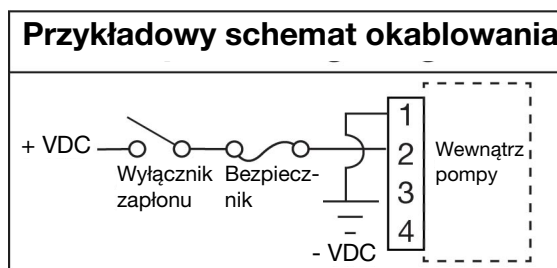 Przykładowy schemat okablowania
+ VDC
Wyłącznik
zapłonu
Bezpiecz-
nik
1
2
3
4
Wewnątrz
pompy
- VDC